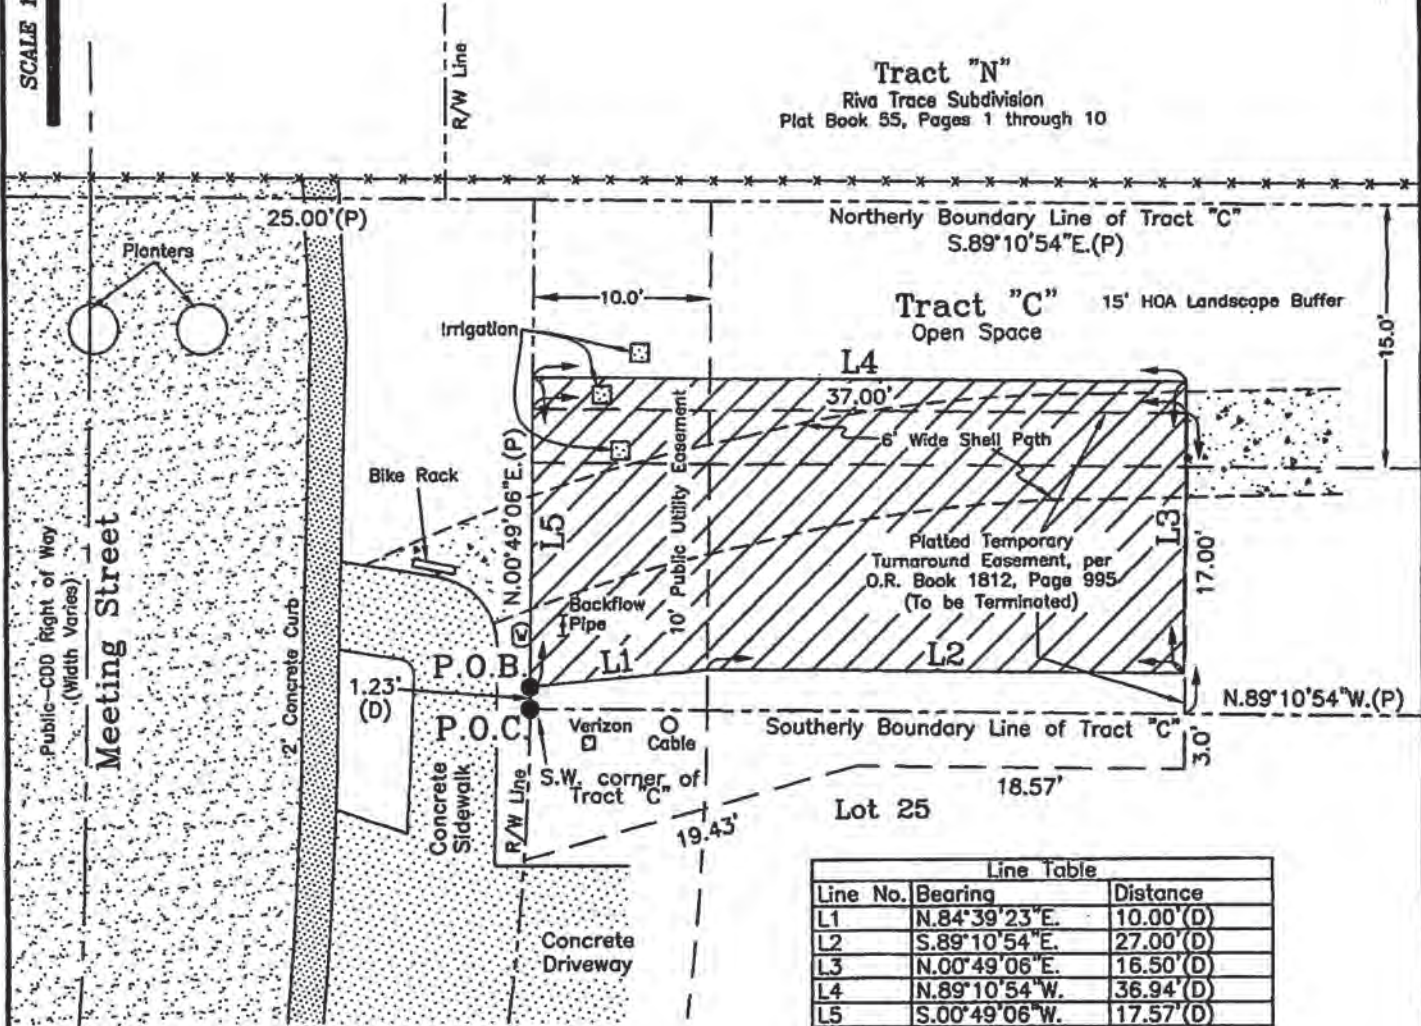 SCALE 1
R/W Line
Tract "N"
Riva Trace Subdivision
Plat Book 55, Pages 1 through 10
25.00'(P)
Northerly Boundary Line of Tract "C"
S.89°10'54"E.(P)
Planters
10.0'
Tract "C"
Open Space
15' HOA Landscape Buffer
15.0'
Irrigation
L4
37.00'
6' Wide Shell Path
10' Public Utility Easement
Bike Rack
N.00°49'06"E.(P)
L5
L3
17.00'
Platted Temporary
Turnaround Easement, per
O.R. Book 1812, Page 995
(To be Terminated)
Public-CDD Right of Way
(Width Varies)
Meeting Street
2' Concrete Curb
Backflow
Pipe
L1
L2
P.O.B.
1.23'
(D)
P.O.C.
N.89°10'54"W.(P)
Verizon
Cable
Southerly Boundary Line of Tract "C"
3.0'
S.W. corner of
Tract "C"
R/W Line
Concrete
Sidewalk
18.57'
19.43'
Lot 25
Concrete
Driveway
Line Table
Line No. Bearing Distance
L1 N.84°39'23"E. 10.00'(D)
L2 S.89°10'54"E. 27.00'(D)
L3 N.00°49'06"E. 16.50'(D)
L4 N.89°10'54"W. 36.94'(D)
L5 S.00°49'06"W. 17.57'(D)